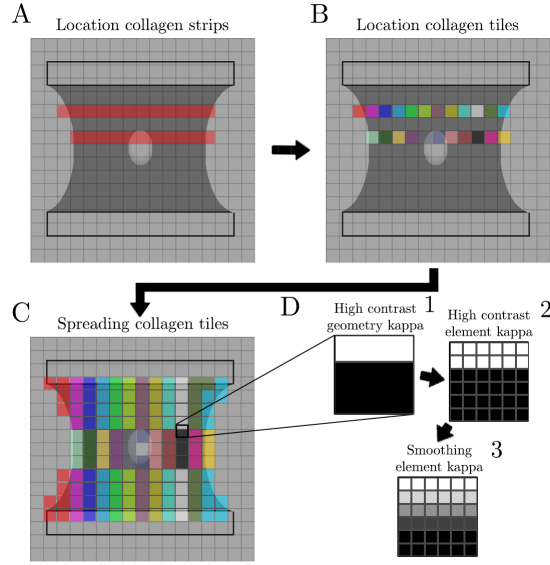 A
Location collagen strips
B
Location collagen tiles
C
Spreading collagen tiles
D
High contrast
geometry kappa
1
High contrast
element kappa
2
Smoothing
element kappa
3